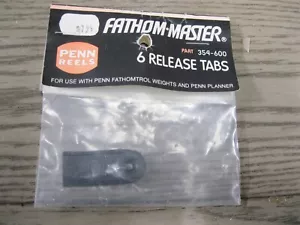 FATHOM-MASTER®
PENN
REELS
PART 354-600
6 RELEASE TABS
FOR USE WITH PENN FATHOMTROL WEIGHTS AND PENN PLANNER